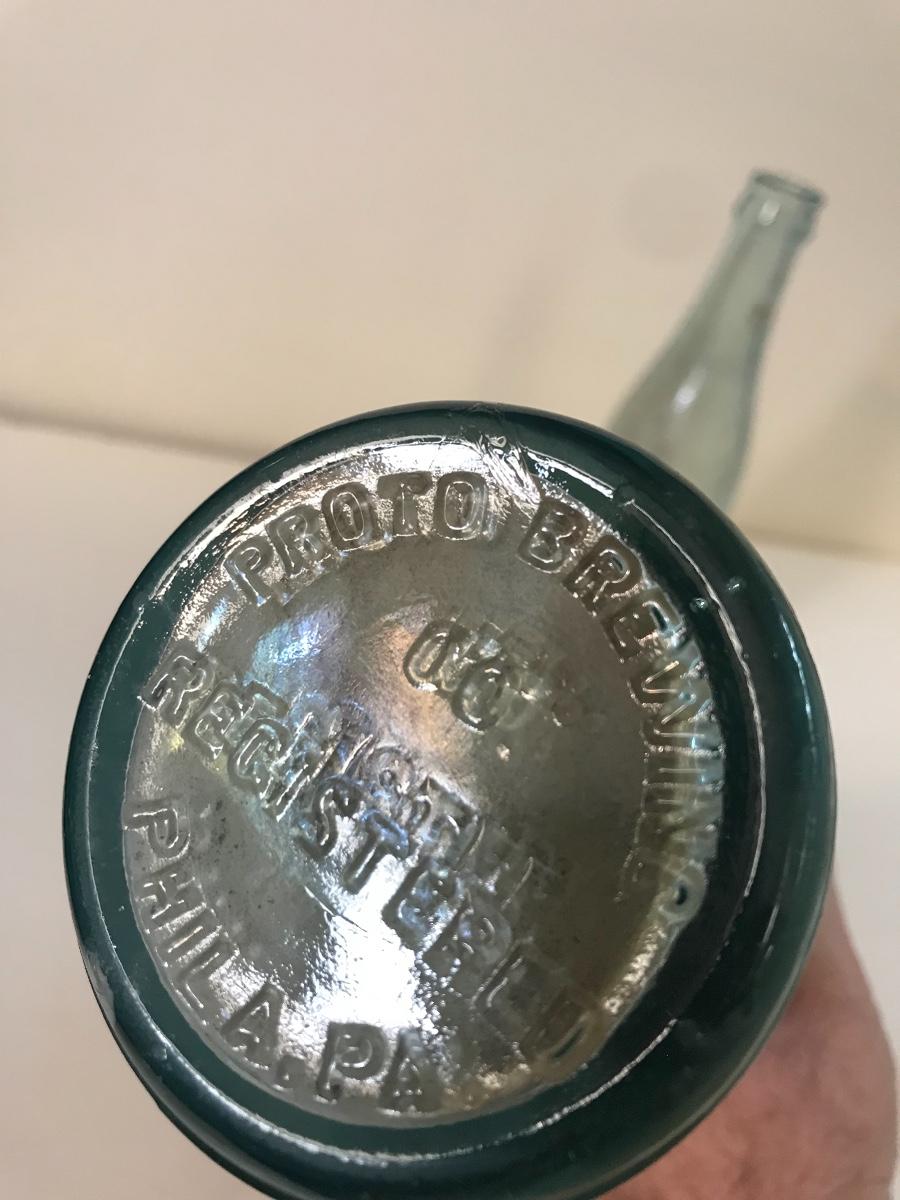 PROTO BREWING
CO
REGISTERED
PHILA. PA